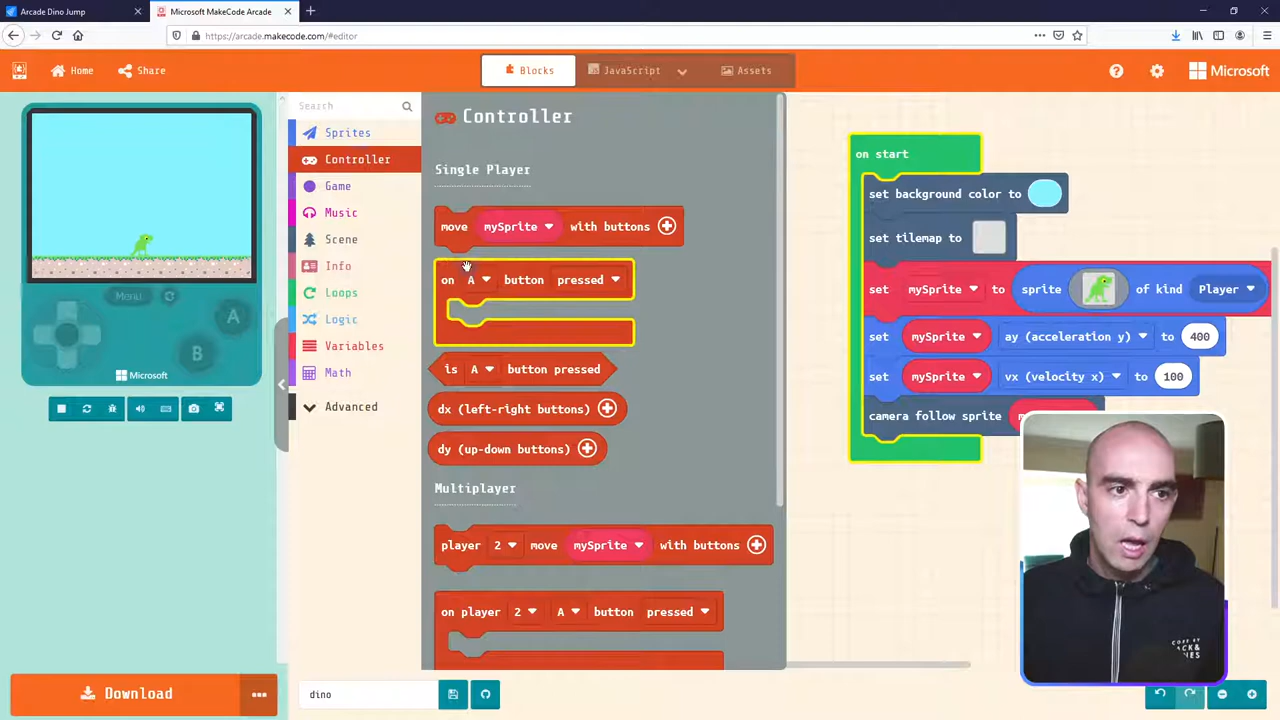 Arcade Dino Jump
Microsoft MakeCode Arcade
https://arcade.makecode.com/#editor
Home
Share
Blocks
JavaScript
Assets
Microsoft
Search
Sprites
Controller
Game
Music
Scene
Info
Loops
Logic
Variables
Math
Advanced
Menu
A
B
Microsoft
Download
Controller
Single Player
move mySprite with buttons
on A button pressed
is A button pressed
dx (left-right buttons)
dy (up-down buttons)
Multiplayer
player 2 move mySprite with buttons
on player 2 A button pressed
dino
on start
set background color to
set tilemap to
set mySprite to sprite of kind Player
set mySprite ay (acceleration y) to 400
set mySprite vx (velocity x) to 100
camera follow sprite